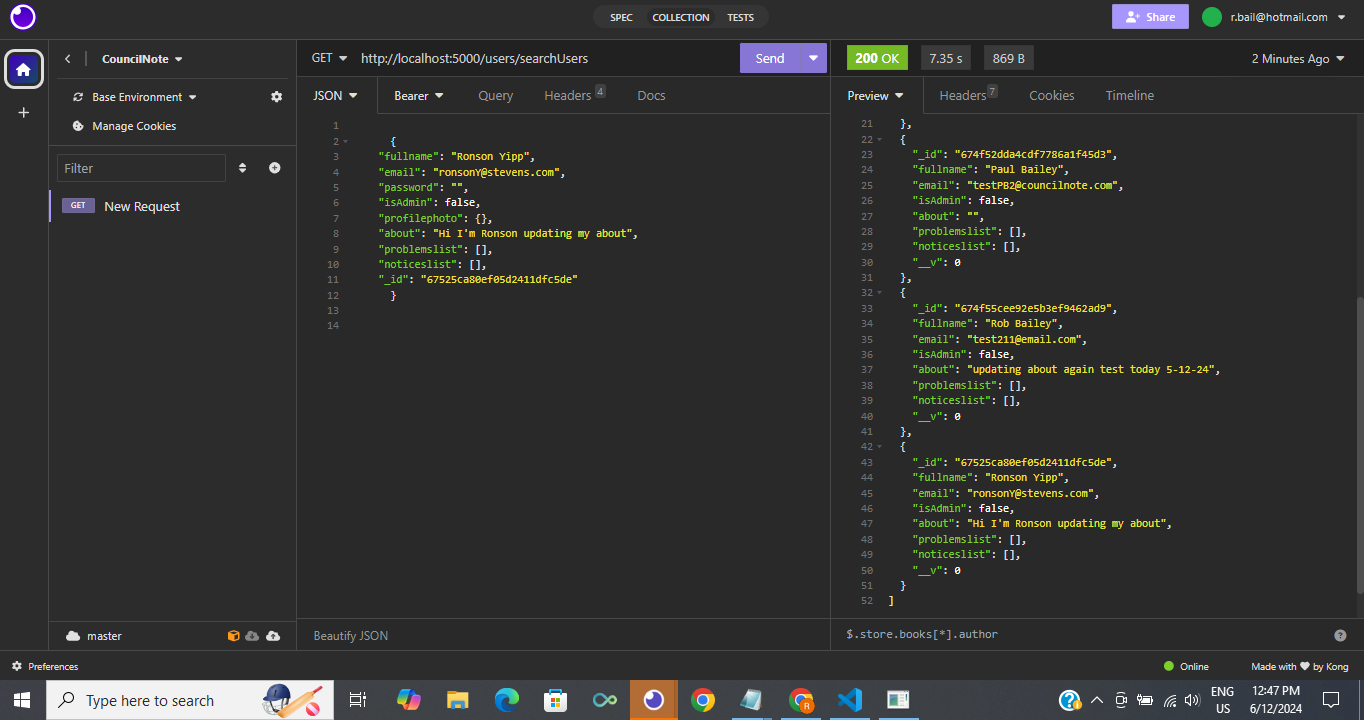 SPEC COLLECTION TESTS
Share
r.bail@hotmail.com
CouncilNote
Base Environment
Manage Cookies
Filter
GET New Request
master
GET http://localhost:5000/users/searchUsers
Send
JSON Bearer Query Headers 4 Docs
1
2 {
3 "fullname": "Ronson Yipp",
4 "email": "ronsonY@stevens.com",
5 "password": "",
6 "isAdmin": false,
7 "profilephoto": {},
8 "about": "Hi I'm Ronson updating my about",
9 "problemslist": [],
10 "noticeslist": [],
11 "_id": "67525ca80ef05d2411dfc5de"
12 }
13
14
Beautify JSON
200 OK 7.35 s 869 B 2 Minutes Ago
Preview Headers 7 Cookies Timeline
21 },
22 {
23 "_id": "674f52dda4cdf7786a1f45d3",
24 "fullname": "Paul Bailey",
25 "email": "testPB2@councilnote.com",
26 "isAdmin": false,
27 "about": "",
28 "problemslist": [],
29 "noticeslist": [],
30 "__v": 0
31 },
32 {
33 "_id": "674f55cee92e5b3ef9462ad9",
34 "fullname": "Rob Bailey",
35 "email": "test211@email.com",
36 "isAdmin": false,
37 "about": "updating about again test today 5-12-24",
38 "problemslist": [],
39 "noticeslist": [],
40 "__v": 0
41 },
42 {
43 "_id": "67525ca80ef05d2411dfc5de",
44 "fullname": "Ronson Yipp",
45 "email": "ronsonY@stevens.com",
46 "isAdmin": false,
47 "about": "Hi I'm Ronson updating my about",
48 "problemslist": [],
49 "noticeslist": [],
50 "__v": 0
51 }
52 ]
$.store.books[*].author
Preferences
Online
Made with ❤ by Kong
Type here to search
R
ENG
US
12:47 PM
6/12/2024